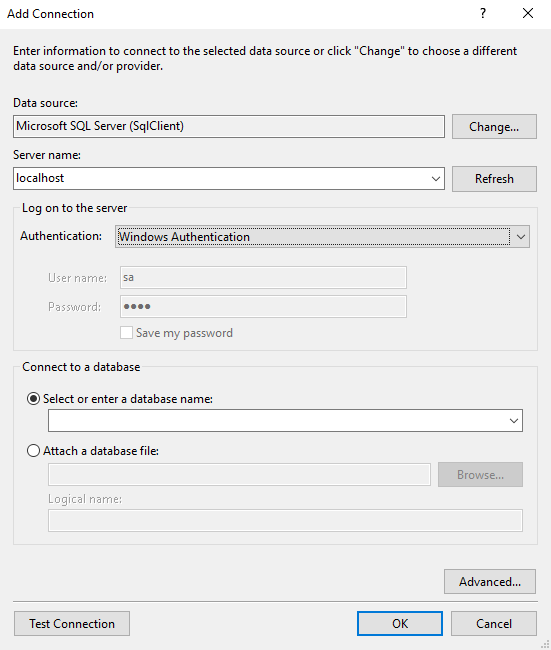 Add Connection
?
Enter information to connect to the selected data source or click "Change" to choose a different
data source and/or provider.
Data source:
Microsoft SQL Server (SqlClient)
Change...
Server name:
localhost
Refresh
Log on to the server
Authentication:
Windows Authentication
User name:
sa
Password:
●●●●
Save my password
Connect to a database
Select or enter a database name:
Attach a database file:
Browse...
Logical name:
Advanced...
Test Connection
OK
Cancel